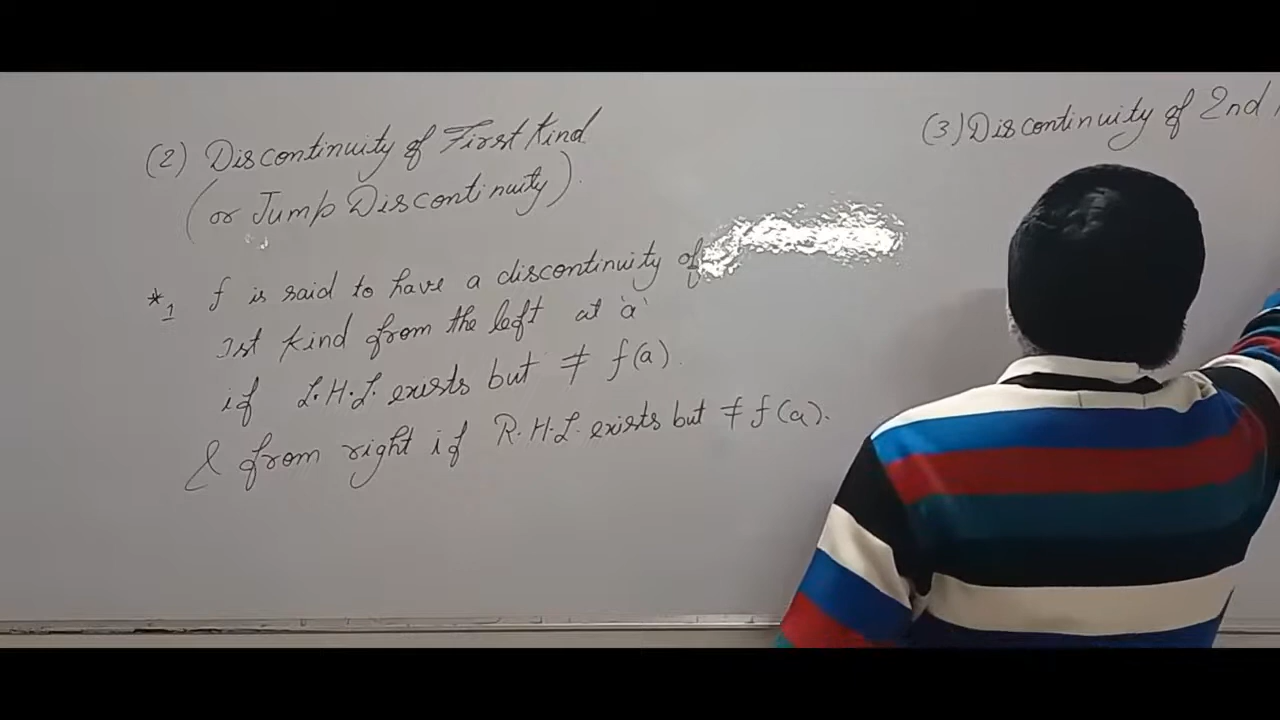 (2) Discontinuity of First Kind
(or Jump Discontinuity).
*1 f is said to have a discontinuity of
1st kind from the left at 'a'
if L.H.L. exists but ≠ f(a).
& from right if R.H.L. exists but ≠ f(a).
(3) Discontinuity of 2nd